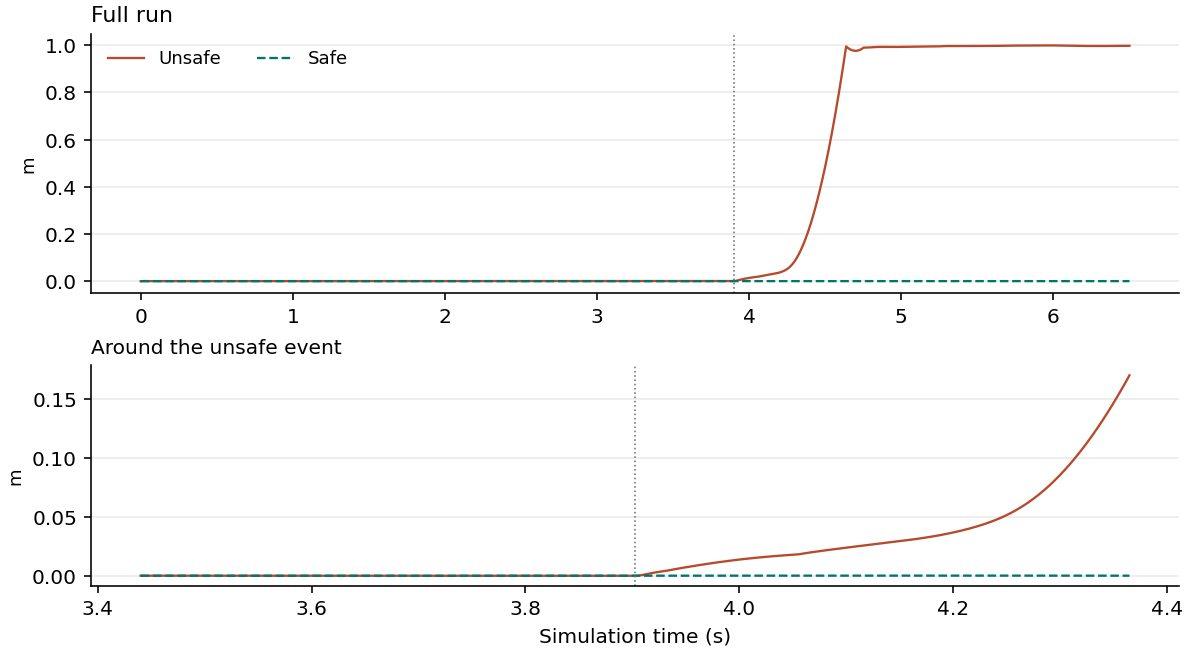 Full run
Unsafe Safe
m
1.0
0.8
0.6
0.4
0.2
0.0
0 1 2 3 4 5 6
Around the unsafe event
m
0.15
0.10
0.05
0.00
3.4 3.6 3.8 4.0 4.2 4.4
Simulation time (s)